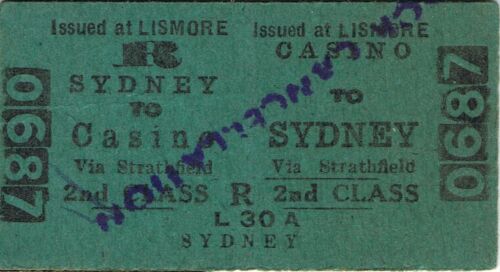 Issued at LISMORE Issued at LISMORE
R CASINO
SYDNEY TO
TO SYDNEY
Casino Via Strathfield
Via Strathfield 2nd CLASS
2nd CLASS R
L 30 A
SYDNEY
0687
0687
CANCELLATION